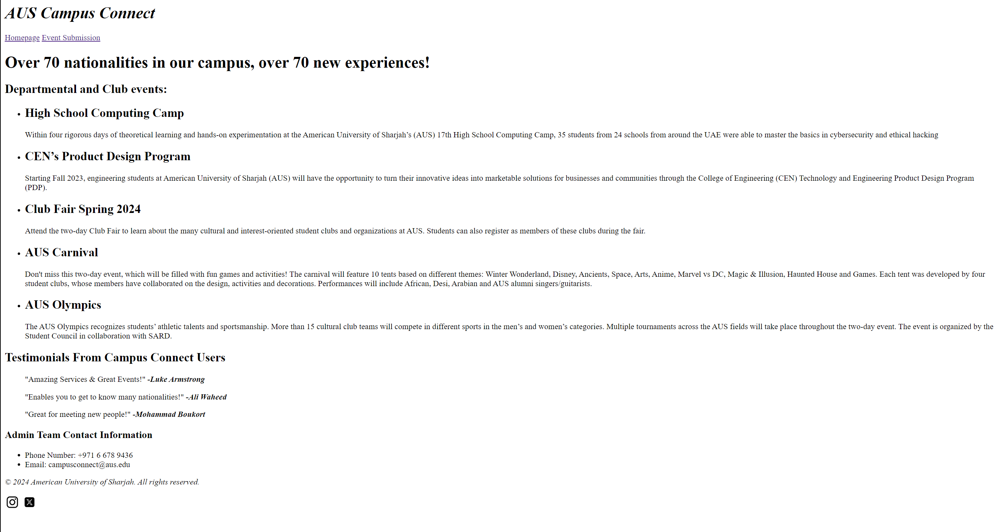 AUS Campus Connect
Homepage Event Submission
Over 70 nationalities in our campus, over 70 new experiences!
Departmental and Club events:
• High School Computing Camp
Within four rigorous days of theoretical learning and hands-on experimentation at the American University of Sharjah’s (AUS) 17th High School Computing Camp, 35 students from 24 schools from around the UAE were able to master the basics in cybersecurity and ethical hacking
• CEN’s Product Design Program
Starting Fall 2023, engineering students at American University of Sharjah (AUS) will have the opportunity to turn their innovative ideas into marketable solutions for businesses and communities through the College of Engineering (CEN) Technology and Engineering Product Design Program
(PDP).
• Club Fair Spring 2024
Attend the two-day Club Fair to learn about the many cultural and interest-oriented student clubs and organizations at AUS. Students can also register as members of these clubs during the fair.
• AUS Carnival
Don't miss this two-day event, which will be filled with fun games and activities! The carnival will feature 10 tents based on different themes: Winter Wonderland, Disney, Ancients, Space, Arts, Anime, Marvel vs DC, Magic & Illusion, Haunted House and Games. Each tent was developed by four
student clubs, whose members have collaborated on the design, activities and decorations. Performances will include African, Desi, Arabian and AUS alumni singers/guitarists.
• AUS Olympics
The AUS Olympics recognizes students’ athletic talents and sportsmanship. More than 15 cultural club teams will compete in different sports in the men’s and women’s categories. Multiple tournaments across the AUS fields will take place throughout the two-day event. The event is organized by the
Student Council in collaboration with SARD.
Testimonials From Campus Connect Users
"Amazing Services & Great Events!" -Luke Armstrong
"Enables you to get to know many nationalities!" -Ali Waheed
"Great for meeting new people!" -Mohammad Boukort
Admin Team Contact Information
• Phone Number: +971 6 678 9436
• Email: campusconnect@aus.edu
© 2024 American University of Sharjah. All rights reserved.